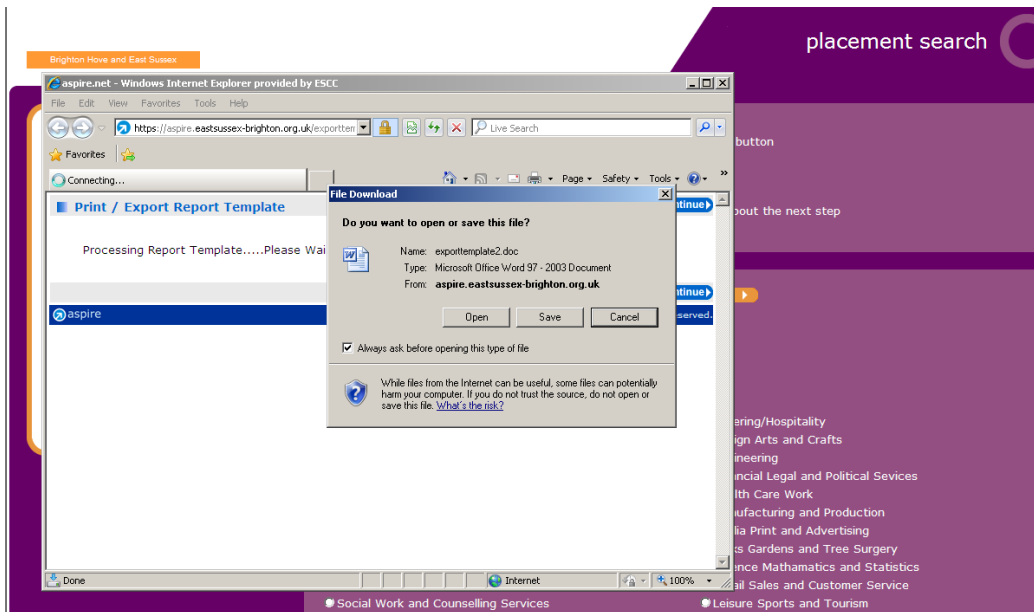 placement search
Brighton Hove and East Sussex
aspire.net - Windows Internet Explorer provided by ESCC
File Edit View Favorites Tools Help
https://aspire.eastsussex-brighton.org.uk/exporttem
Live Search
button
Favorites
Connecting...
Page Safety Tools
File Download
Print / Export Report Template
Do you want to open or save this file?
bout the next step
Processing Report Template.....Please Wai
Name: exporttemplate2.doc
Type: Microsoft Office Word 97 - 2003 Document
From: aspire.eastsussex-brighton.org.uk
tinue
aspire
Open Save Cancel
served.
Always ask before opening this type of file
While files from the Internet can be useful, some files can potentially
harm your computer. If you do not trust the source, do not open or
save this file. What's the risk?
ering/Hospitality
ign Arts and Crafts
ineering
ncial Legal and Political Sevices
lth Care Work
ufacturing and Production
dia Print and Advertising
ks Gardens and Tree Surgery
ence Mathamatics and Statistics
ail Sales and Customer Service
Done Internet 100%
Social Work and Counselling Services
Leisure Sports and Tourism